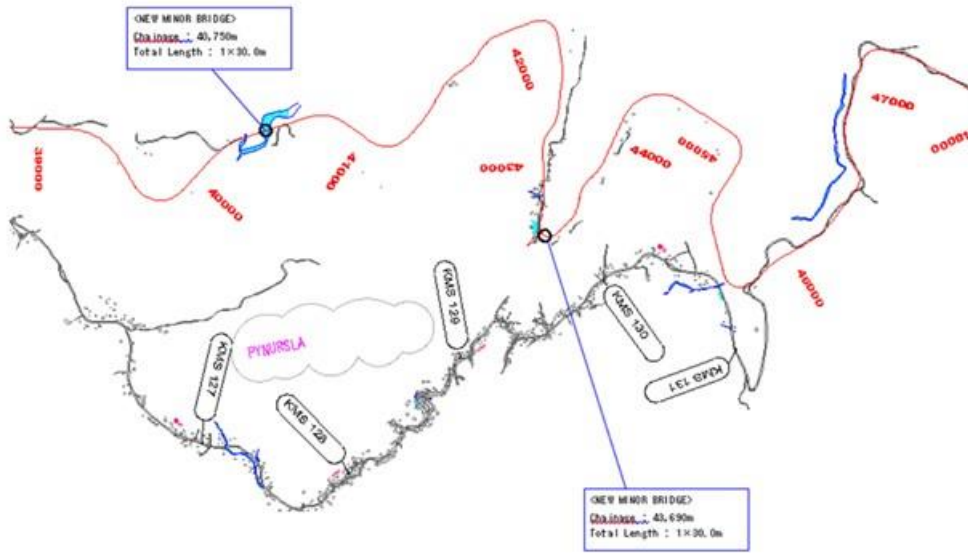 <NEW MINOR BRIDGE>
Chainage : 40,750m
Total Length : 1×30.0m
39000
40000
41000
42000
43000
44000
45000
46000
47000
48000
PYNURSLA
KMS 127
KMS 128
KMS 129
KMS 130
KMS 131
<NEW MINOR BRIDGE>
Chainage : 43,690m
Total Length : 1×30.0m